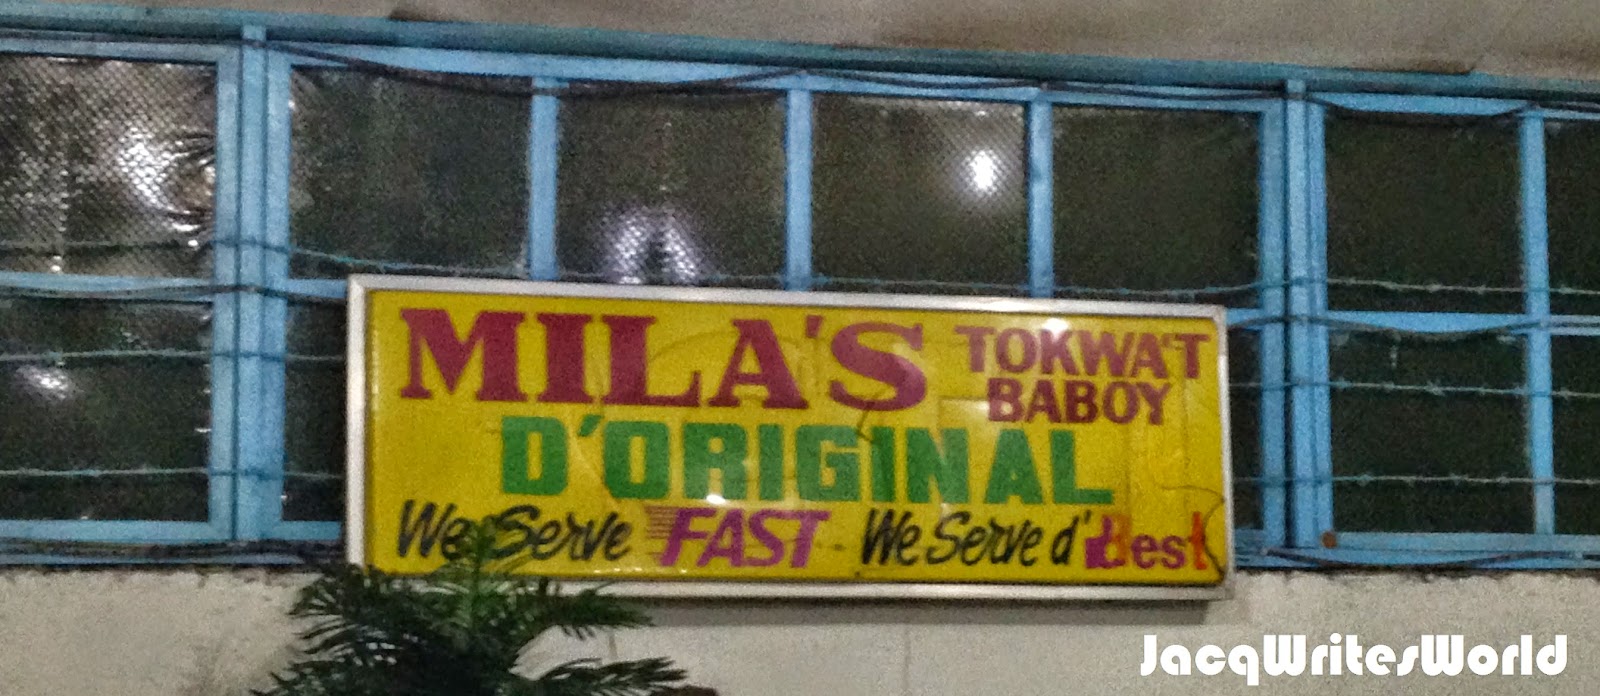 MILA'S TOKWA'T BABOY
D'ORIGINAL
We Serve FAST We Serve d' Best
JacqWritesWorld